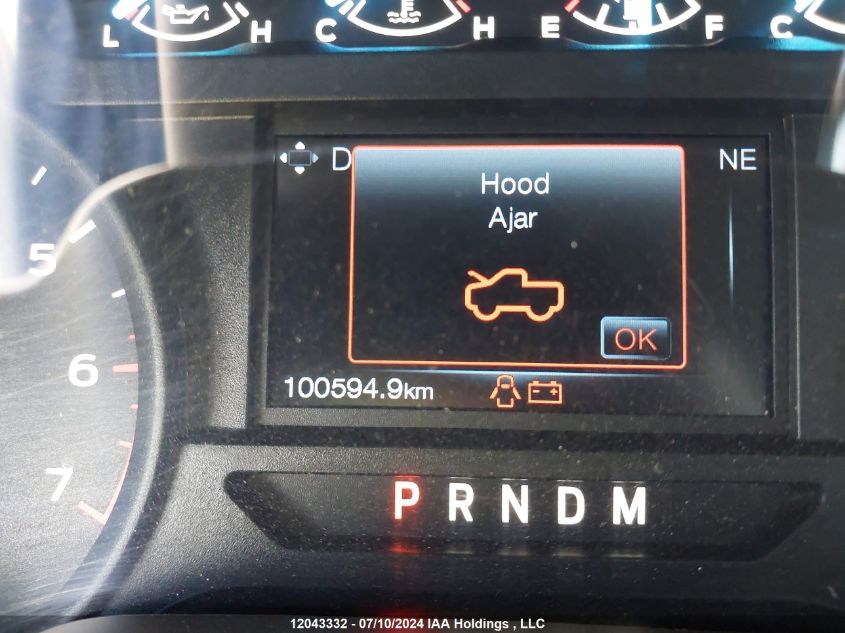 L H C H E F C
D NE
Hood
Ajar
OK
5
6
7
100594.9km
P R N D M
12043332 - 07/10/2024 IAA Holdings , LLC